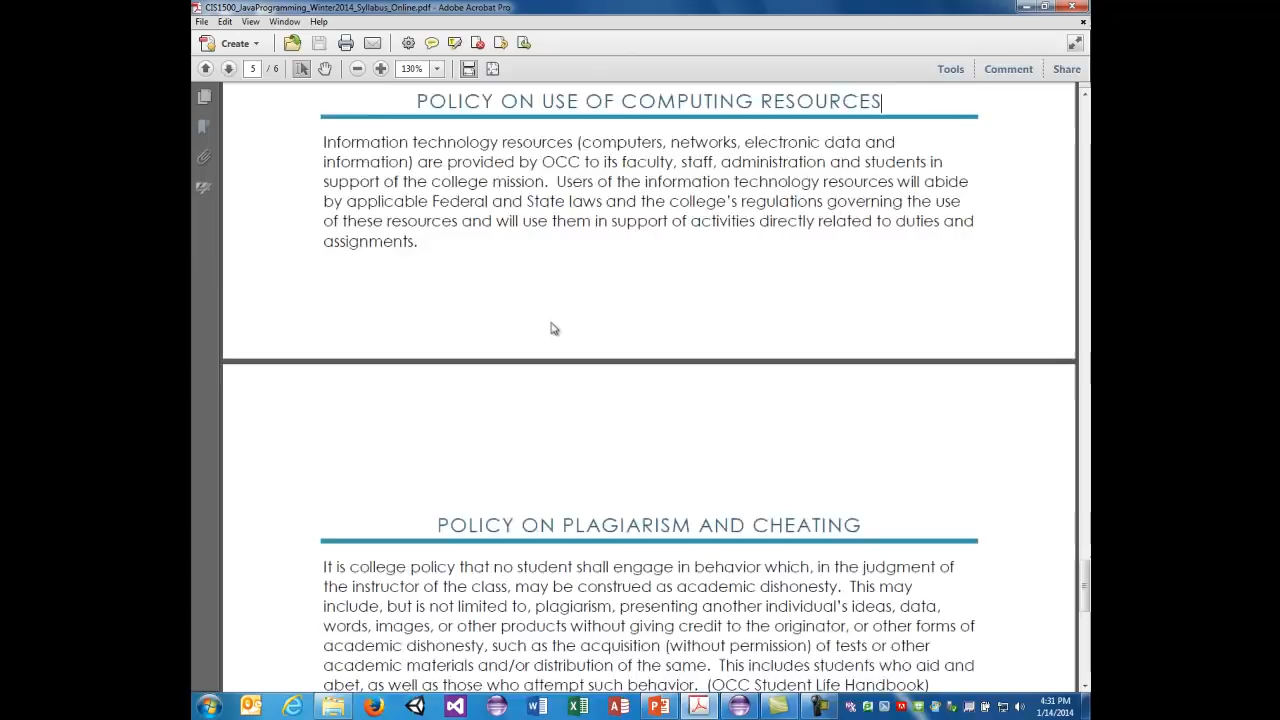 CIS1500_JavaProgramming_Winter2014_Syllabus_Online.pdf - Adobe Acrobat Pro
File Edit View Window Help
Create
5 / 6 130% Tools Comment Share
POLICY ON USE OF COMPUTING RESOURCES
Information technology resources (computers, networks, electronic data and
information) are provided by OCC to its faculty, staff, administration and students in
support of the college mission. Users of the information technology resources will abide
by applicable Federal and State laws and the college's regulations governing the use
of these resources and will use them in support of activities directly related to duties and
assignments.
POLICY ON PLAGIARISM AND CHEATING
It is college policy that no student shall engage in behavior which, in the judgment of
the instructor of the class, may be construed as academic dishonesty. This may
include, but is not limited to, plagiarism, presenting another individual's ideas, data,
words, images, or other products without giving credit to the originator, or other forms of
academic dishonesty, such as the acquisition (without permission) of tests or other
academic materials and/or distribution of the same. This includes students who aid and
abet, as well as those who attempt such behavior. (OCC Student Life Handbook)
4:31 PM
1/14/2014